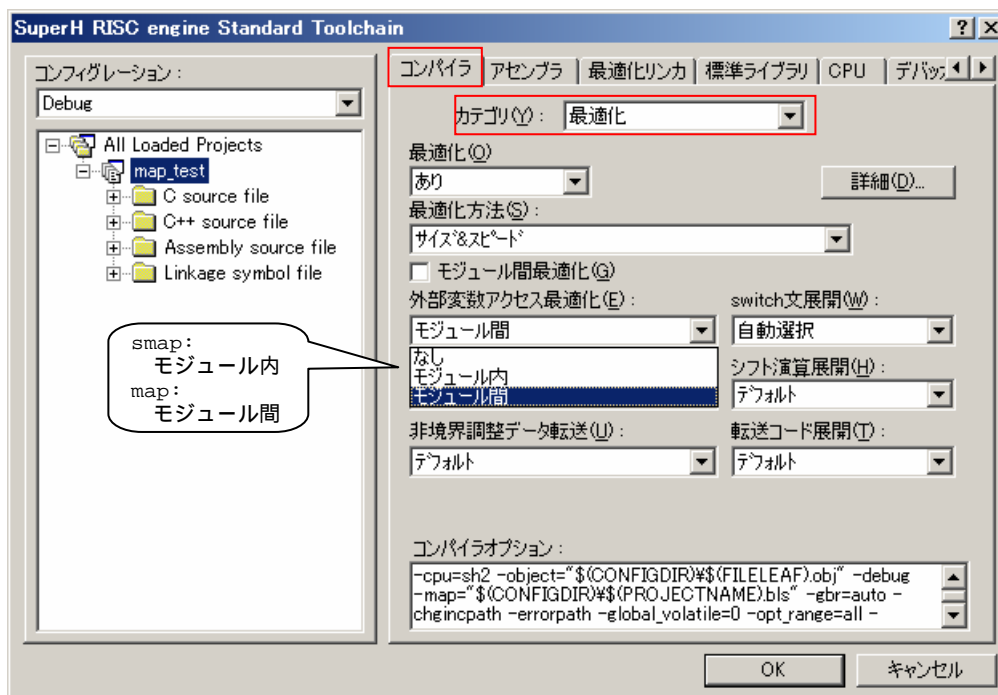 SuperH RISC engine Standard Toolchain
コンフィグレーション :
Debug
All Loaded Projects
map_test
C source file
C++ source file
Assembly source file
Linkage symbol file
smap:
モジュール内
map:
モジュール間
コンパイラ アセンブラ 最適化リンカ 標準ライブラリ CPU デバッグ
カテゴリ(Y) : 最適化
最適化(O)
あり
詳細(D)...
最適化方法(S) :
サイズ&スピード
モジュール間最適化(G)
外部変数アクセス最適化(E) : switch文展開(W) :
モジュール間 自動選択
なし
モジュール内 シフト演算展開(H) :
モジュール間 デフォルト
非境界調整データ転送(U) : 転送コード展開(T) :
デフォルト デフォルト
コンパイラオプション :
-cpu=sh2 -object="$(CONFIGDIR)¥$(FILELEAF).obj" -debug
-map="$(CONFIGDIR)¥$(PROJECTNAME).bls" -gbr=auto -
chgincpath -errorpath -global_volatile=0 -opt_range=all -
OK キャンセル